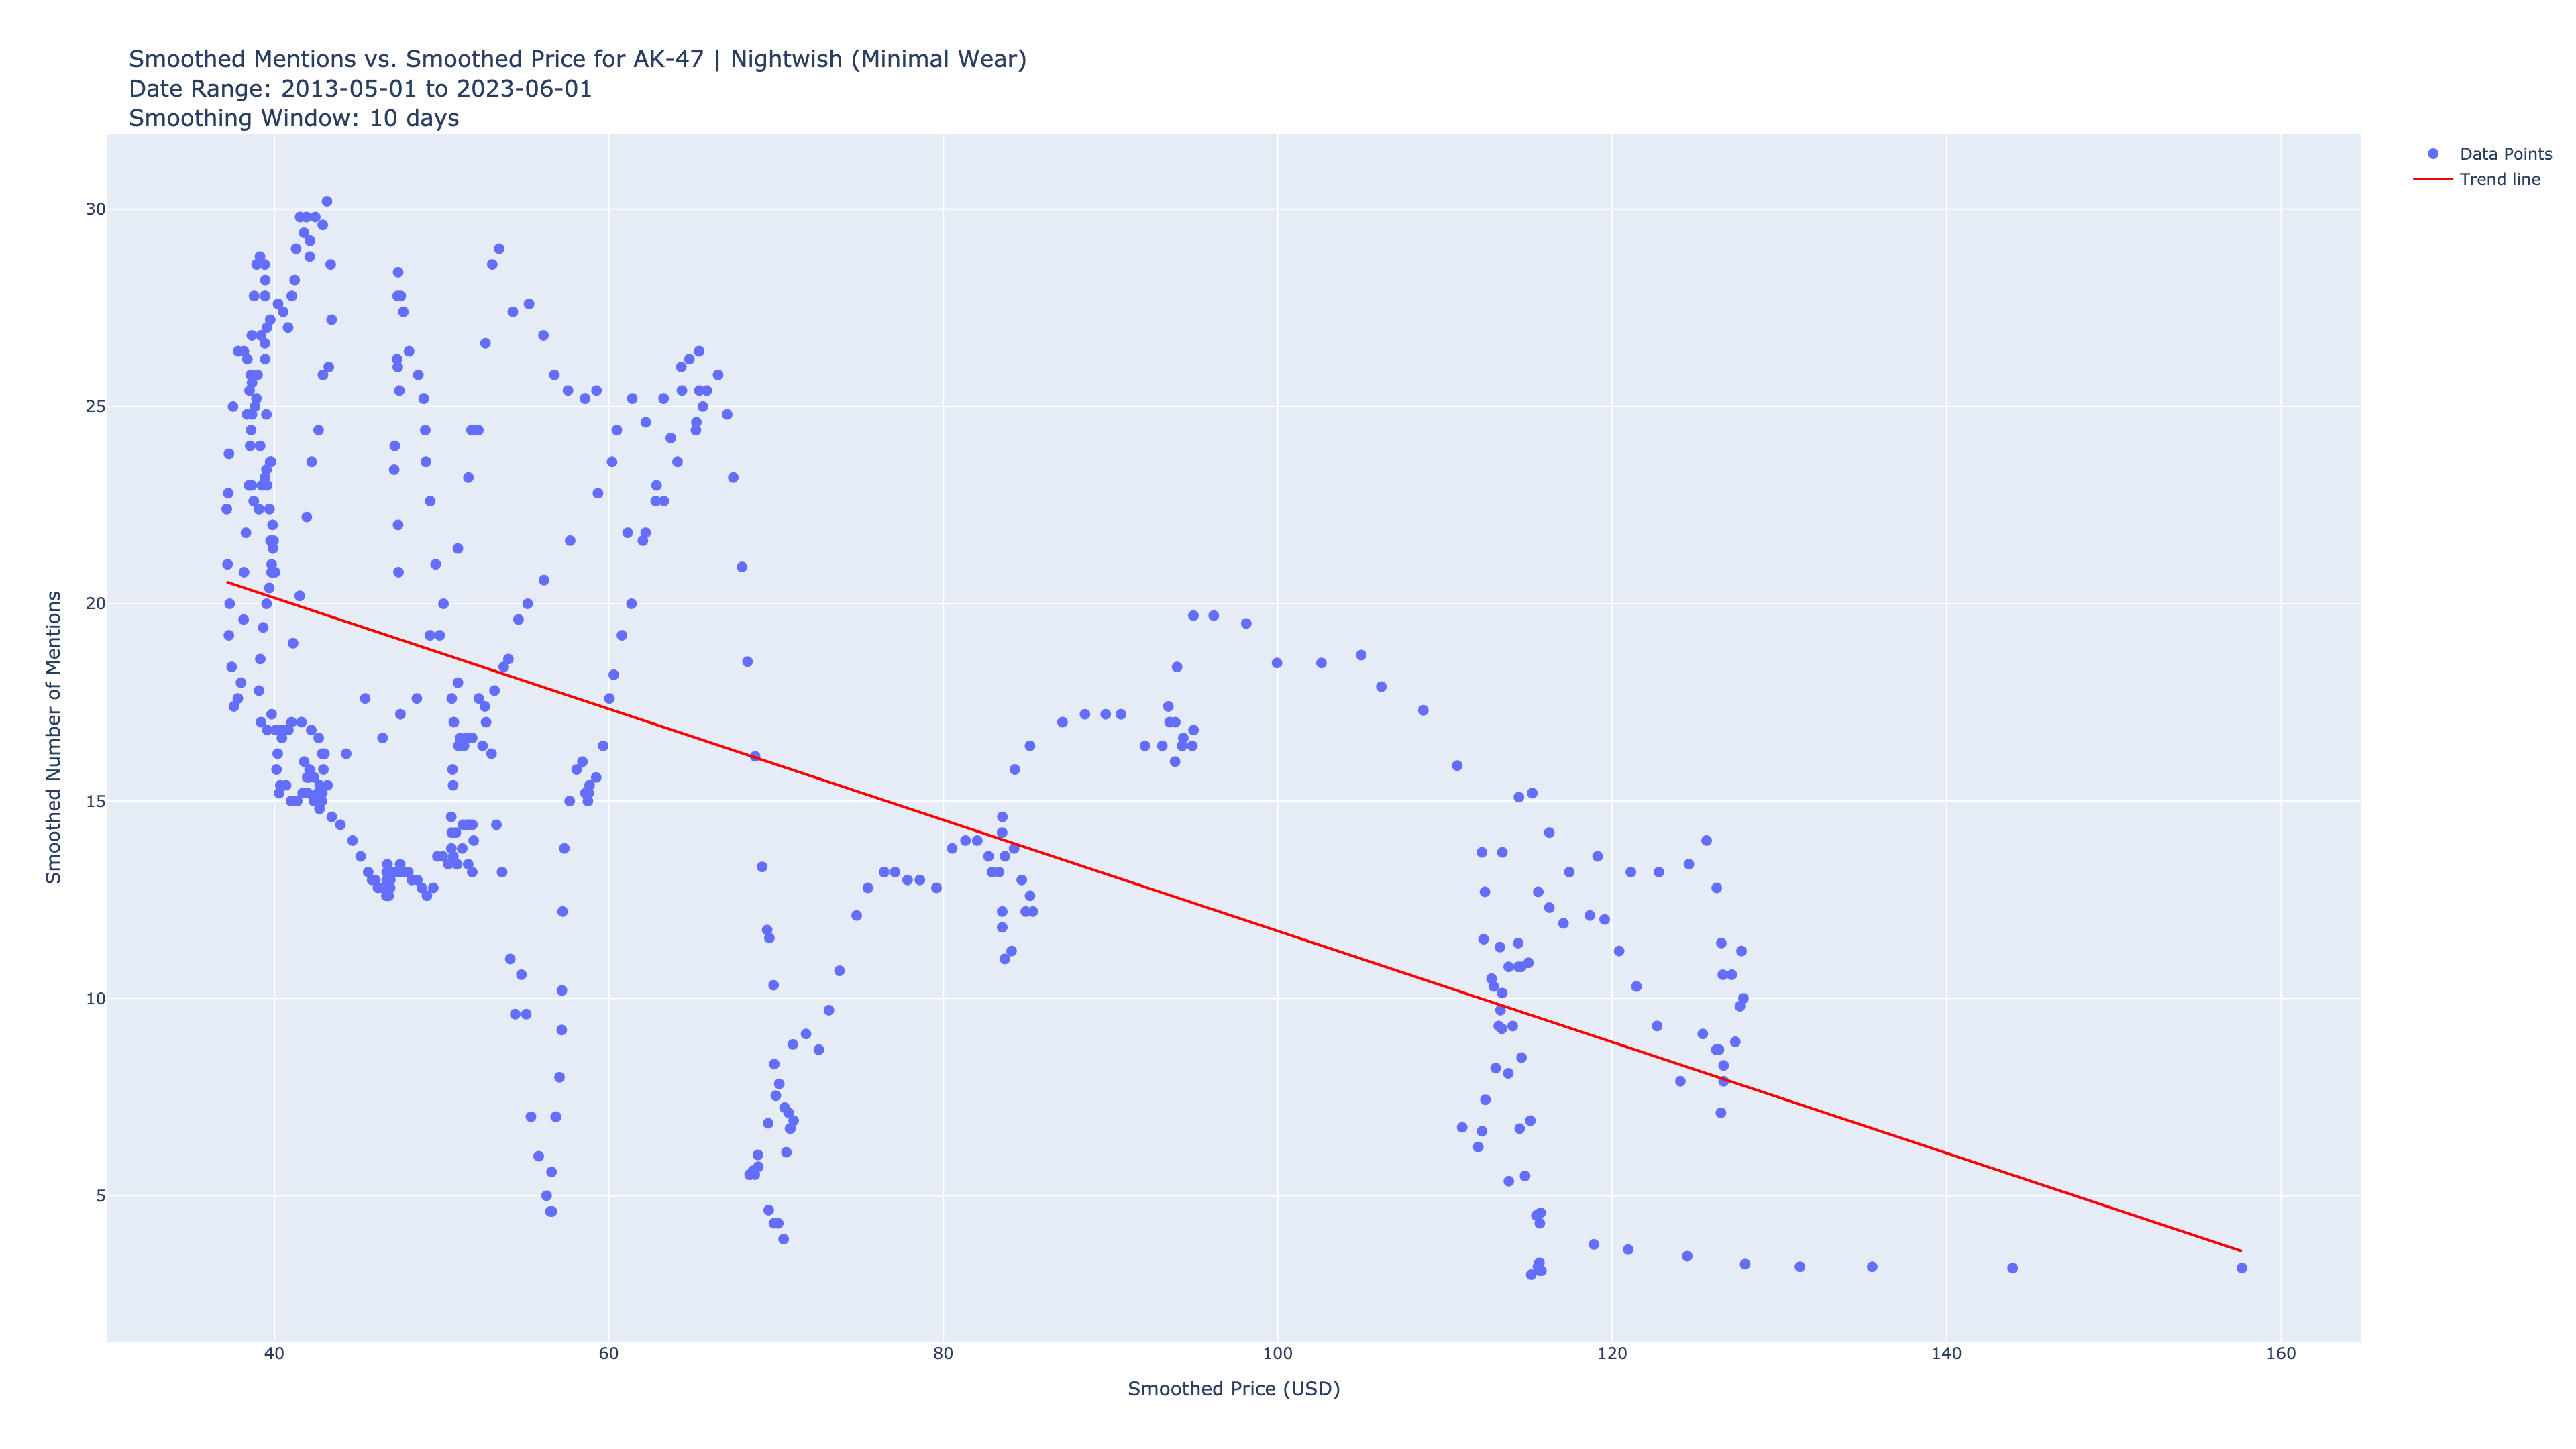 Smoothed Mentions vs. Smoothed Price for AK-47 | Nightwish (Minimal Wear)
Date Range: 2013-05-01 to 2023-06-01
Smoothing Window: 10 days
Data Points
Trend line
30
25
20
15
10
5
Smoothed Number of Mentions
40
60
80
100
120
140
160
Smoothed Price (USD)